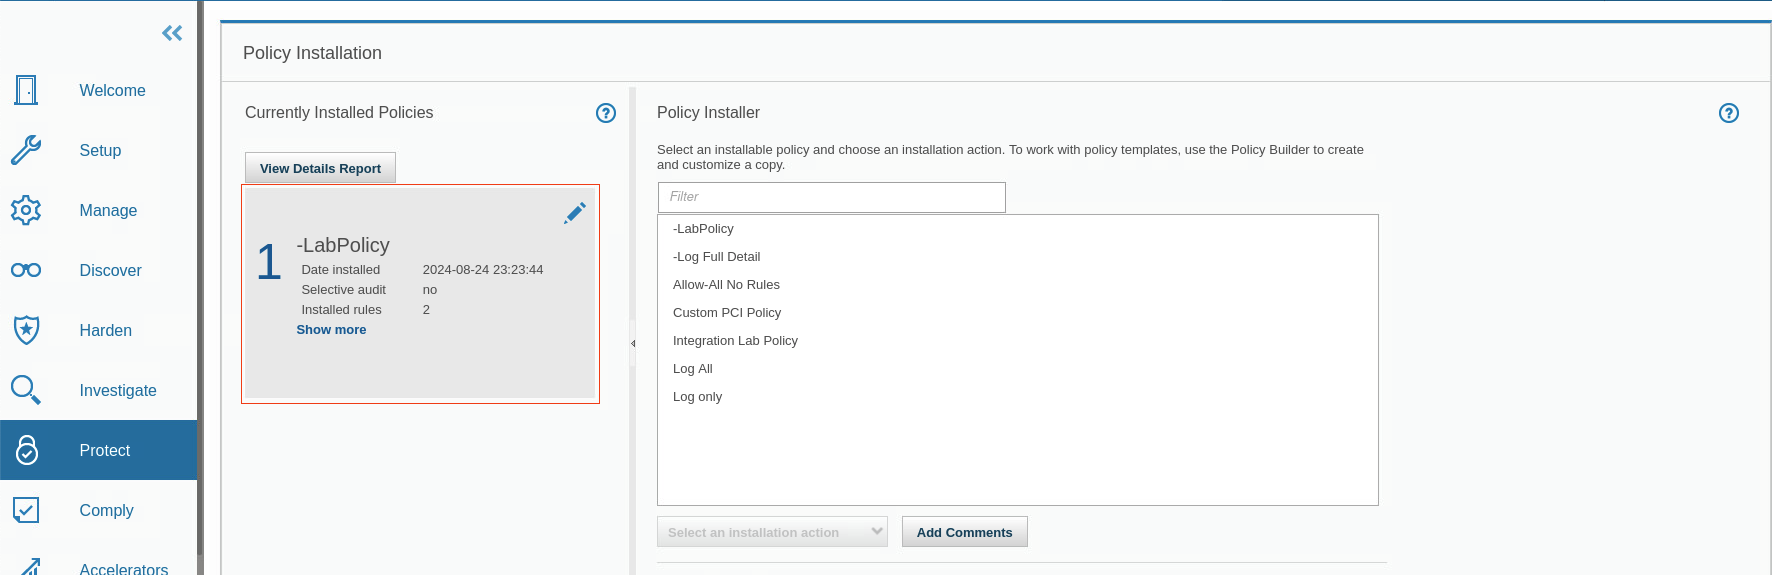 Welcome
Setup
Manage
Discover
Harden
Investigate
Protect
Comply
Accelerators
Policy Installation
Currently Installed Policies
?
View Details Report
1
-LabPolicy
Date installed 2024-08-24 23:23:44
Selective audit no
Installed rules 2
Show more
Policy Installer
?
Select an installable policy and choose an installation action. To work with policy templates, use the Policy Builder to create
and customize a copy.
Filter
-LabPolicy
-Log Full Detail
Allow-All No Rules
Custom PCI Policy
Integration Lab Policy
Log All
Log only
Select an installation action
Add Comments